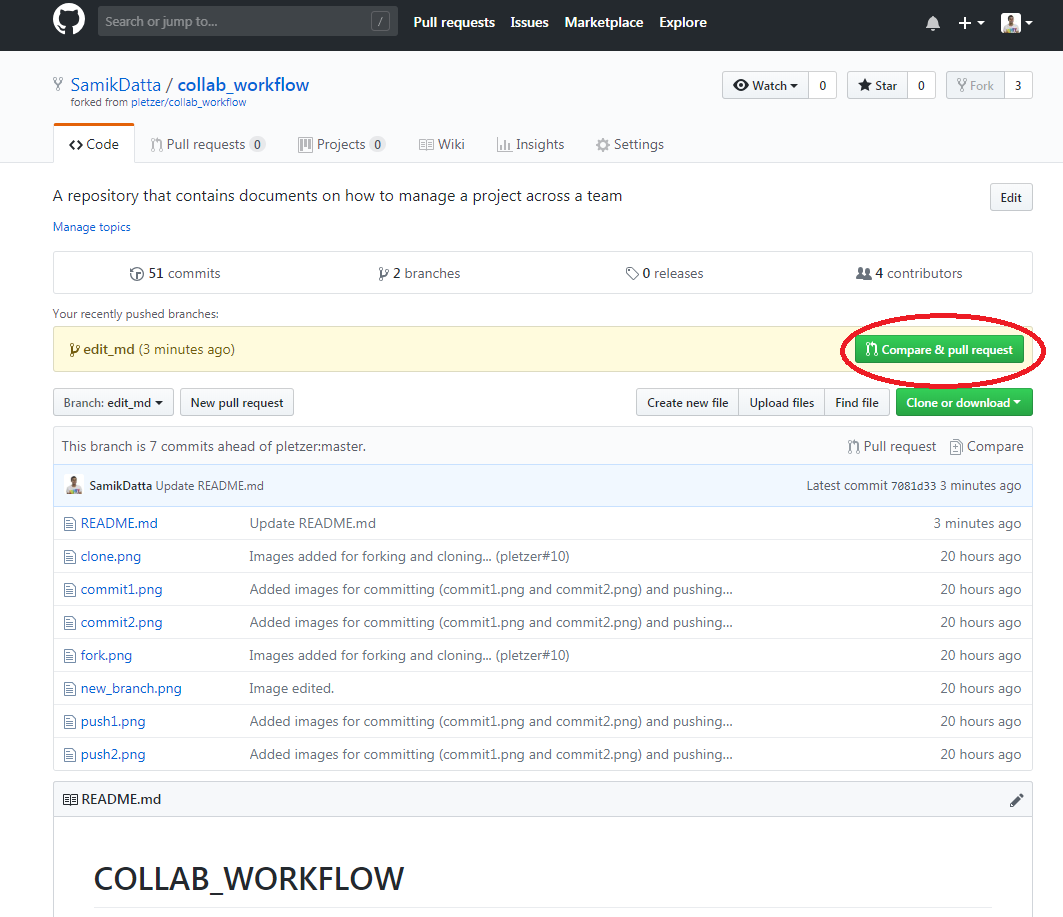 Search or jump to... / Pull requests Issues Marketplace Explore
SamikDatta / collab_workflow Watch 0 Star 0 Fork 3
forked from pletzer/collab_workflow
Code Pull requests 0 Projects 0 Wiki Insights Settings
A repository that contains documents on how to manage a project across a team Edit
Manage topics
51 commits 2 branches 0 releases 4 contributors
Your recently pushed branches:
edit_md (3 minutes ago) Compare & pull request
Branch: edit_md New pull request Create new file Upload files Find file Clone or download
This branch is 7 commits ahead of pletzer:master. Pull request Compare
SamikDatta Update README.md Latest commit 7081d33 3 minutes ago
README.md Update README.md 3 minutes ago
clone.png Images added for forking and cloning... (pletzer#10) 20 hours ago
commit1.png Added images for committing (commit1.png and commit2.png) and pushing... 20 hours ago
commit2.png Added images for committing (commit1.png and commit2.png) and pushing... 20 hours ago
fork.png Images added for forking and cloning... (pletzer#10) 20 hours ago
new_branch.png Image edited. 20 hours ago
push1.png Added images for committing (commit1.png and commit2.png) and pushing... 20 hours ago
push2.png Added images for committing (commit1.png and commit2.png) and pushing... 20 hours ago
README.md
COLLAB_WORKFLOW